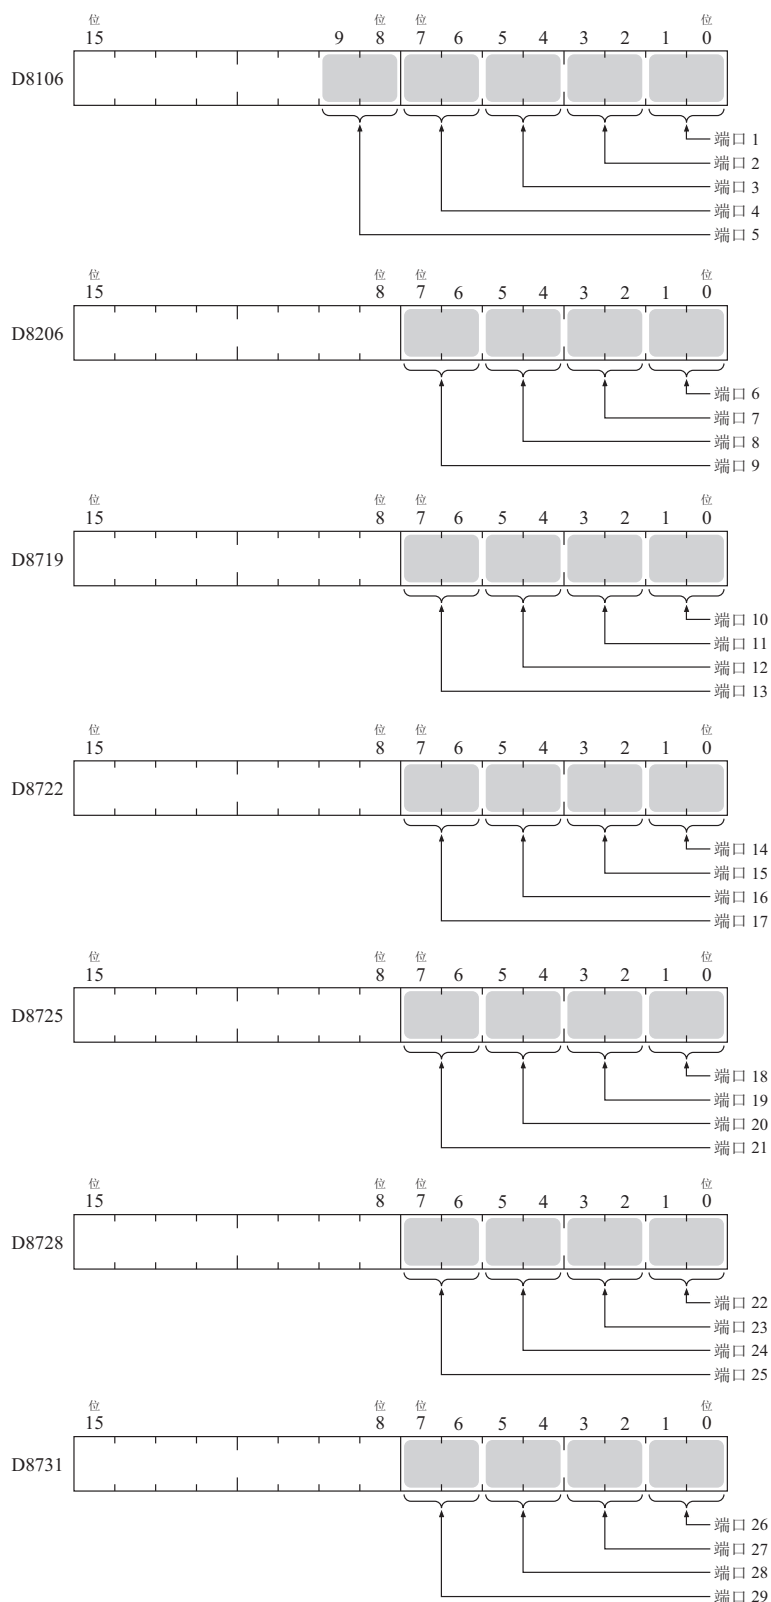 位 位 位 位
15 9 8 7 6 5 4 3 2 1 0
D8106
端口 1
端口 2
端口 3
端口 4
端口 5
位 位 位 位
15 8 7 6 5 4 3 2 1 0
D8206
端口 6
端口 7
端口 8
端口 9
位 位 位 位
15 8 7 6 5 4 3 2 1 0
D8719
端口 10
端口 11
端口 12
端口 13
位 位 位 位
15 8 7 6 5 4 3 2 1 0
D8722
端口 14
端口 15
端口 16
端口 17
位 位 位 位
15 8 7 6 5 4 3 2 1 0
D8725
端口 18
端口 19
端口 20
端口 21
位 位 位 位
15 8 7 6 5 4 3 2 1 0
D8728
端口 22
端口 23
端口 24
端口 25
位 位 位 位
15 8 7 6 5 4 3 2 1 0
D8731
端口 26
端口 27
端口 28
端口 29